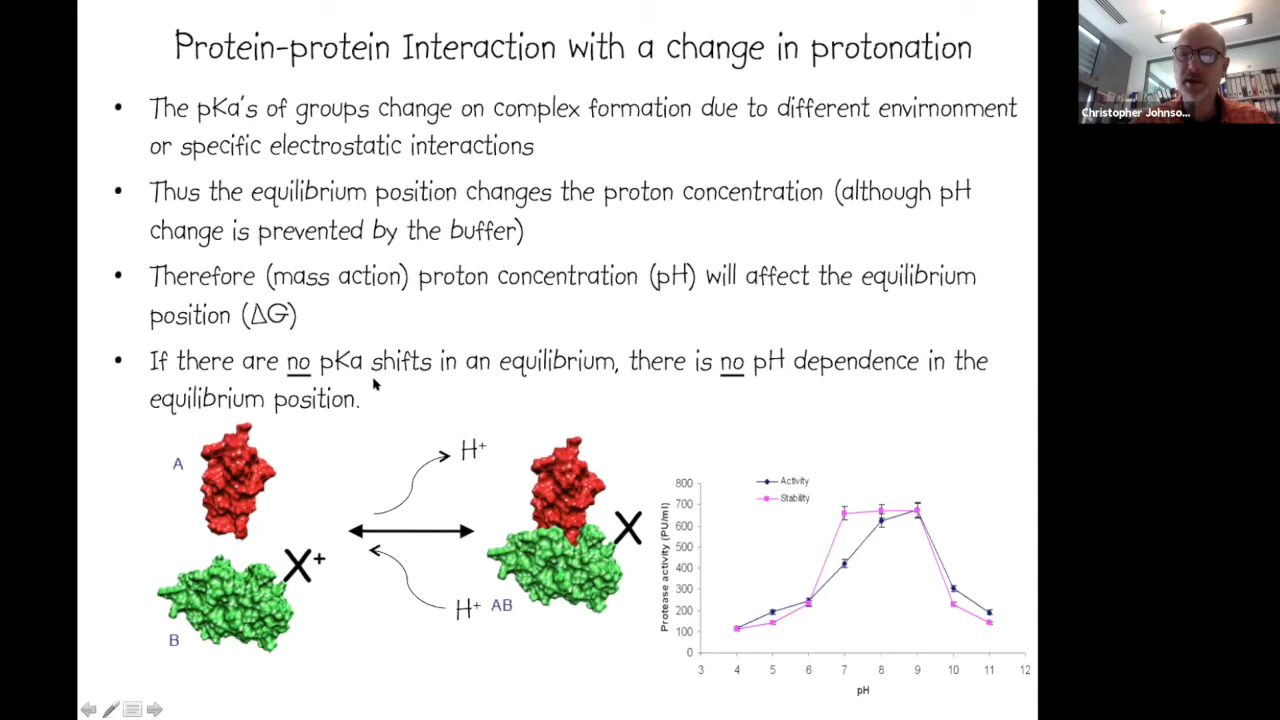 Protein-protein Interaction with a change in protonation
Christopher Johnso...
• The pKa's of groups change on complex formation due to different envirnonment
or specific electrostatic interactions
• Thus the equilibrium position changes the proton concentration (although pH
change is prevented by the buffer)
• Therefore (mass action) proton concentration (pH) will affect the equilibrium
position (ΔG)
• If there are no pKa shifts in an equilibrium, there is no pH dependence in the
equilibrium position.
A
H+
X+
B
H+
X
AB
Activity
Stability
Protease activity (PU/ml)
800
700
600
500
400
300
200
100
0
3 4 5 6 7 8 9 10 11 12
pH